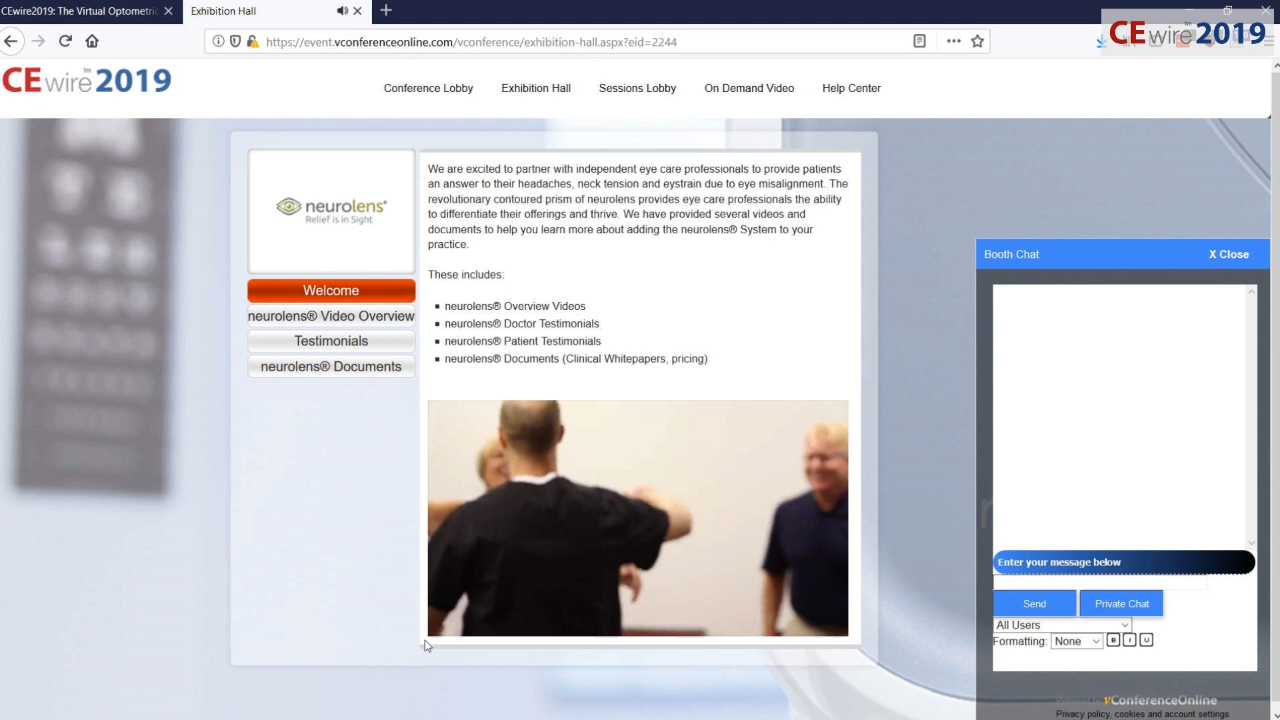 CEwire2019: The Virtual Optometric
Exhibition Hall
https://event.vconferenceonline.com/vconference/exhibition-hall.aspx?eid=2244
CEwire™2019
CEwire™2019
Conference Lobby
Exhibition Hall
Sessions Lobby
On Demand Video
Help Center
neurolens®
Relief is in Sight
Welcome
neurolens® Video Overview
Testimonials
neurolens® Documents
We are excited to partner with independent eye care professionals to provide patients
an answer to their headaches, neck tension and eystrain due to eye misalignment. The
revolutionary contoured prism of neurolens provides eye care professionals the ability
to differentiate their offerings and thrive. We have provided several videos and
documents to help you learn more about adding the neurolens® System to your
practice.
These includes:
neurolens® Overview Videos
neurolens® Doctor Testimonials
neurolens® Patient Testimonials
neurolens® Documents (Clinical Whitepapers, pricing)
Booth Chat
X Close
Enter your message below
Send
Private Chat
All Users
Formatting: None B I U
Powered by vConferenceOnline
Privacy policy, cookies and account settings